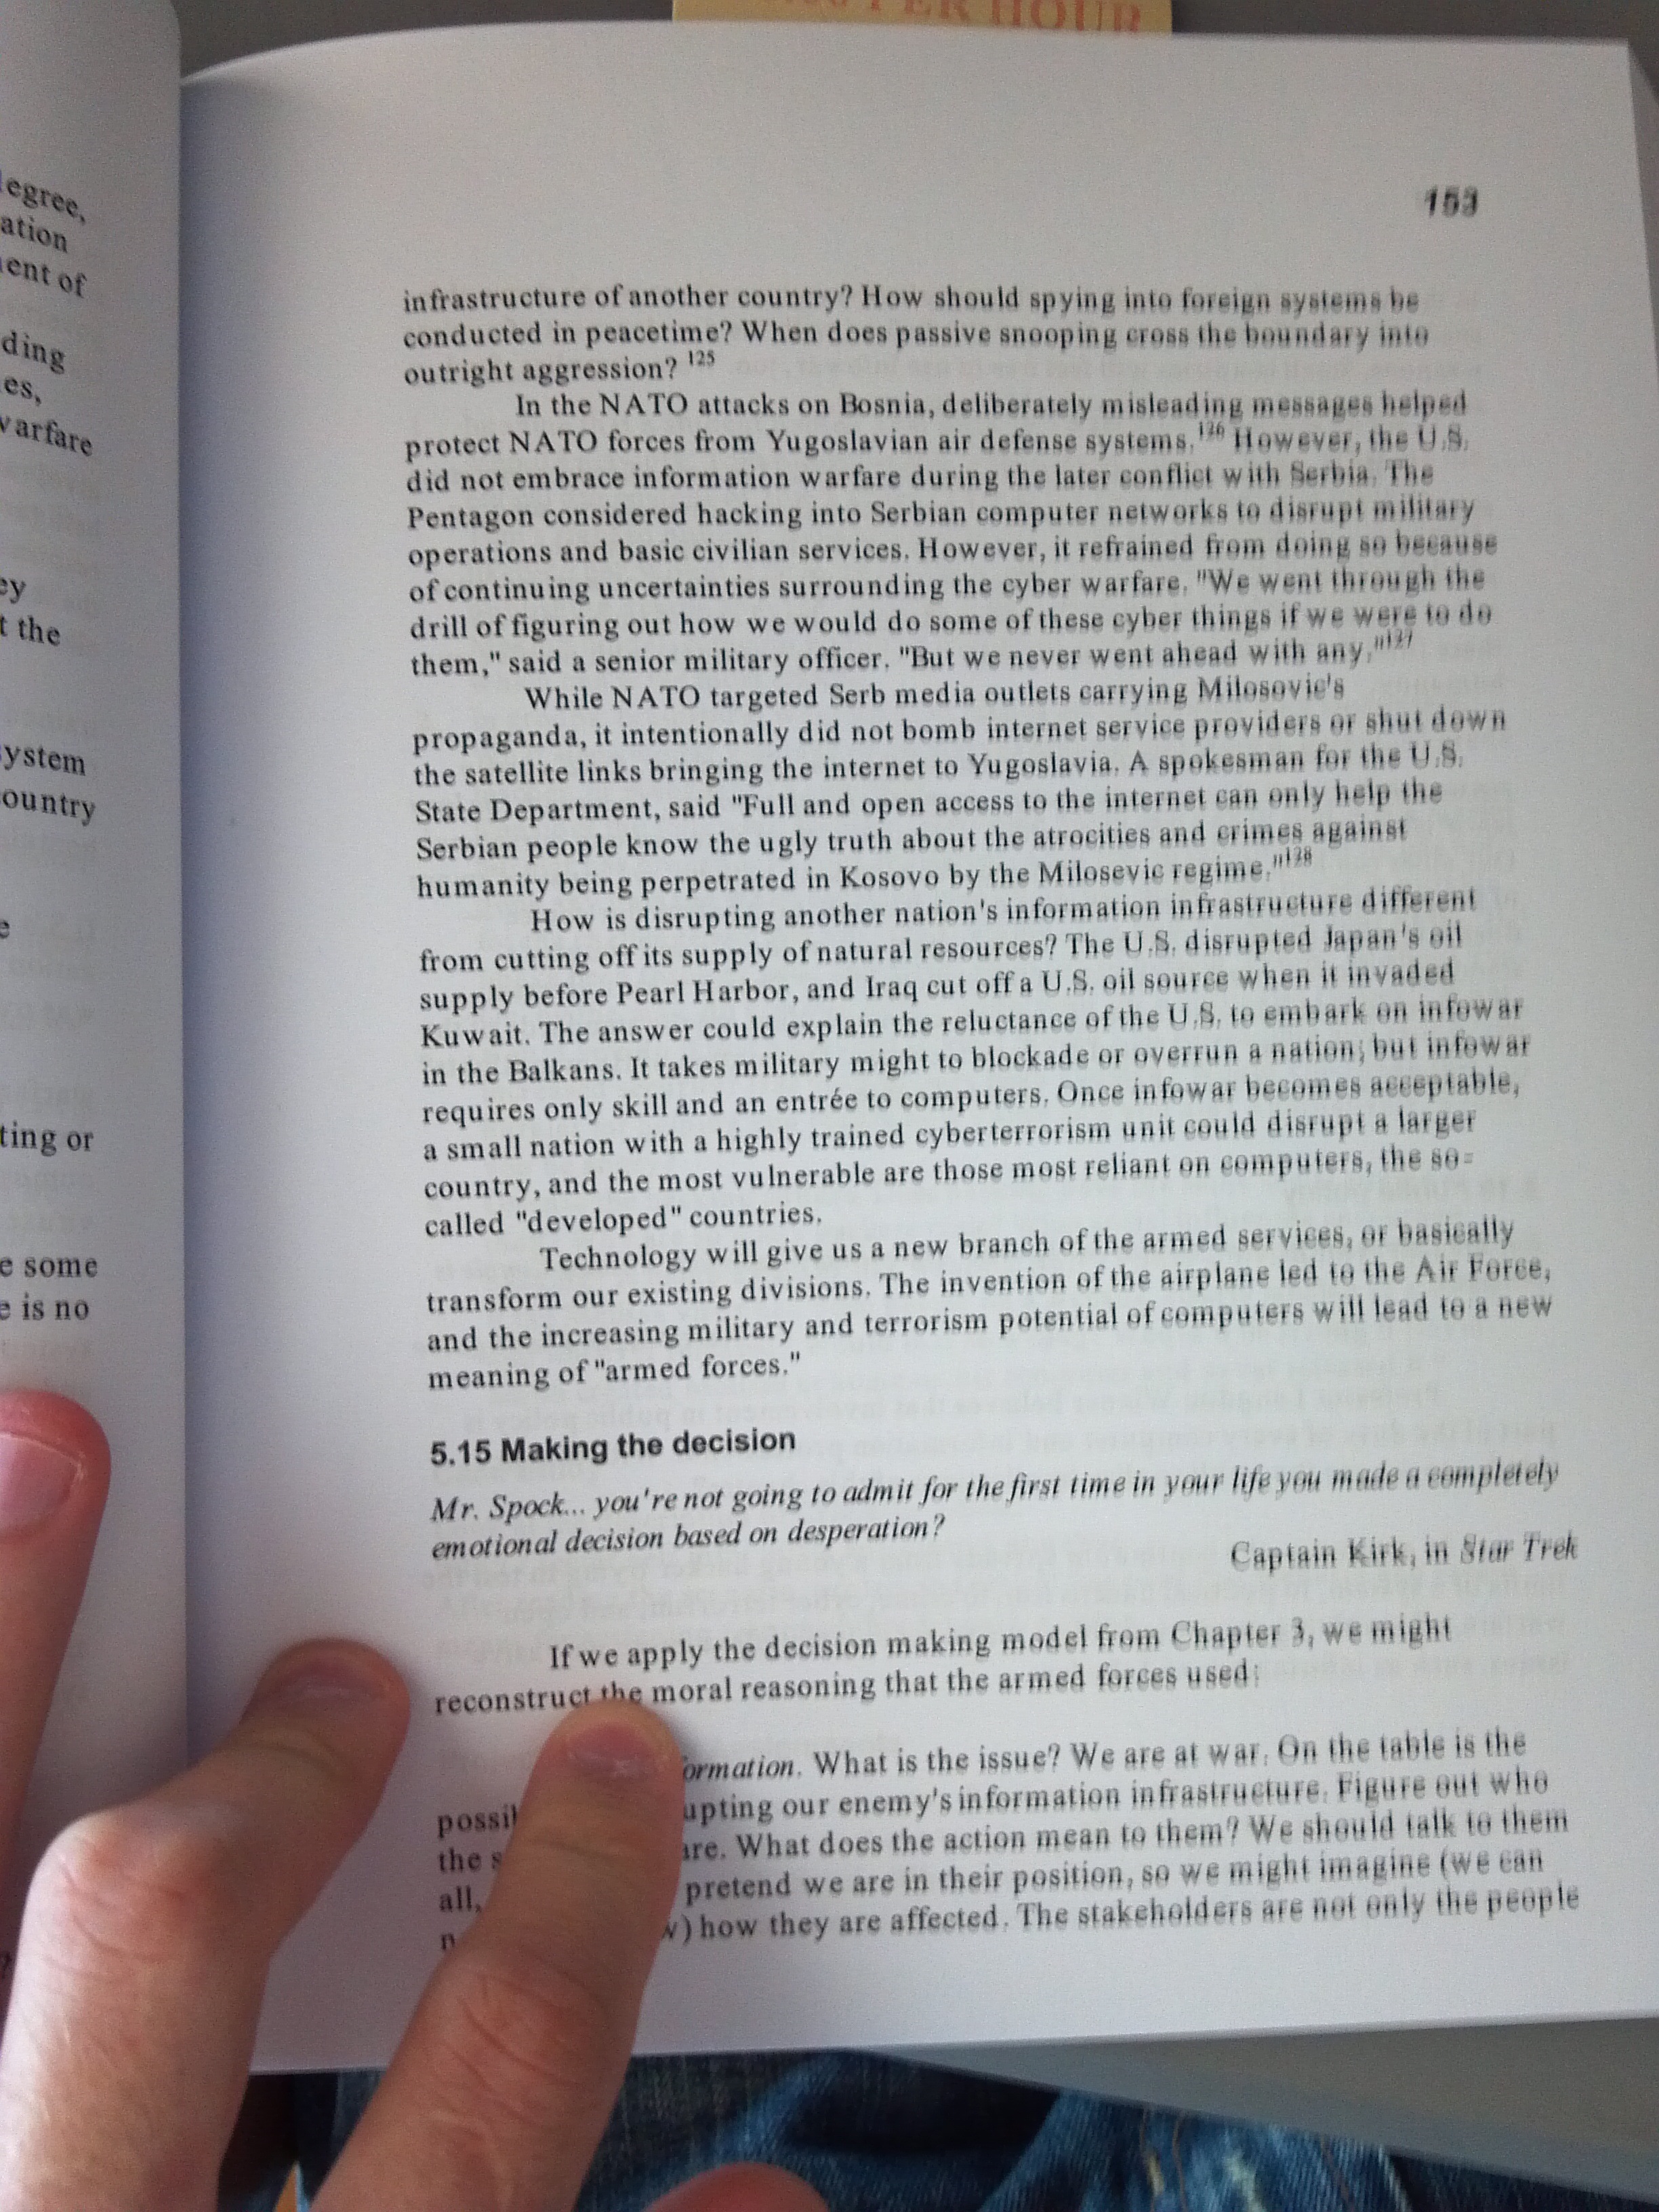 PER HOUR
egree,
ation
ent of
ding
es,
warfare
ey
t the
ystem
ountry
e
ting or
e some
e is no
153
infrastructure of another country? How should spying into foreign systems be
conducted in peacetime? When does passive snooping cross the boundary into
outright aggression? 125
In the NATO attacks on Bosnia, deliberately misleading messages helped
protect NATO forces from Yugoslavian air defense systems.126 However, the U.S.
did not embrace information warfare during the later conflict with Serbia. The
Pentagon considered hacking into Serbian computer networks to disrupt military
operations and basic civilian services. However, it refrained from doing so because
of continuing uncertainties surrounding the cyber warfare. "We went through the
drill of figuring out how we would do some of these cyber things if we were to do
them," said a senior military officer. "But we never went ahead with any."127
While NATO targeted Serb media outlets carrying Milosovic's
propaganda, it intentionally did not bomb internet service providers or shut down
the satellite links bringing the internet to Yugoslavia. A spokesman for the U.S.
State Department, said "Full and open access to the internet can only help the
Serbian people know the ugly truth about the atrocities and crimes against
humanity being perpetrated in Kosovo by the Milosevic regime."128
How is disrupting another nation's information infrastructure different
from cutting off its supply of natural resources? The U.S. disrupted Japan's oil
supply before Pearl Harbor, and Iraq cut off a U.S. oil source when it invaded
Kuwait. The answer could explain the reluctance of the U.S. to embark on infowar
in the Balkans. It takes military might to blockade or overrun a nation; but infowar
requires only skill and an entrée to computers. Once infowar becomes acceptable,
a small nation with a highly trained cyberterrorism unit could disrupt a larger
country, and the most vulnerable are those most reliant on computers, the so-
called "developed" countries.
Technology will give us a new branch of the armed services, or basically
transform our existing divisions. The invention of the airplane led to the Air Force,
and the increasing military and terrorism potential of computers will lead to a new
meaning of "armed forces."
5.15 Making the decision
Mr. Spock... you're not going to admit for the first time in your life you made a completely
emotional decision based on desperation?
Captain Kirk, in Star Trek
If we apply the decision making model from Chapter 3, we might
reconstruct the moral reasoning that the armed forces used:
ormation. What is the issue? We are at war. On the table is the
possi upting our enemy's information infrastructure. Figure out who
the s are. What does the action mean to them? We should talk to them
all, pretend we are in their position, so we might imagine (we can
n w) how they are affected. The stakeholders are not only the people